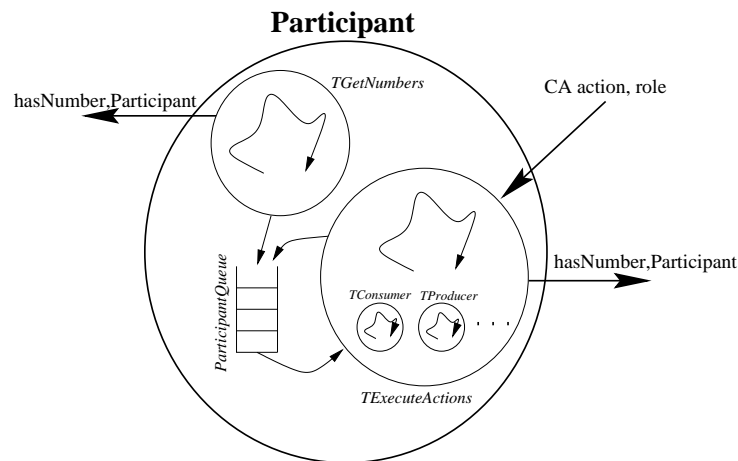 Participant
TGetNumbers
hasNumber,Participant
CA action, role
hasNumber,Participant
ParticipantQueue
TConsumer
TProducer
. . .
TExecuteActions